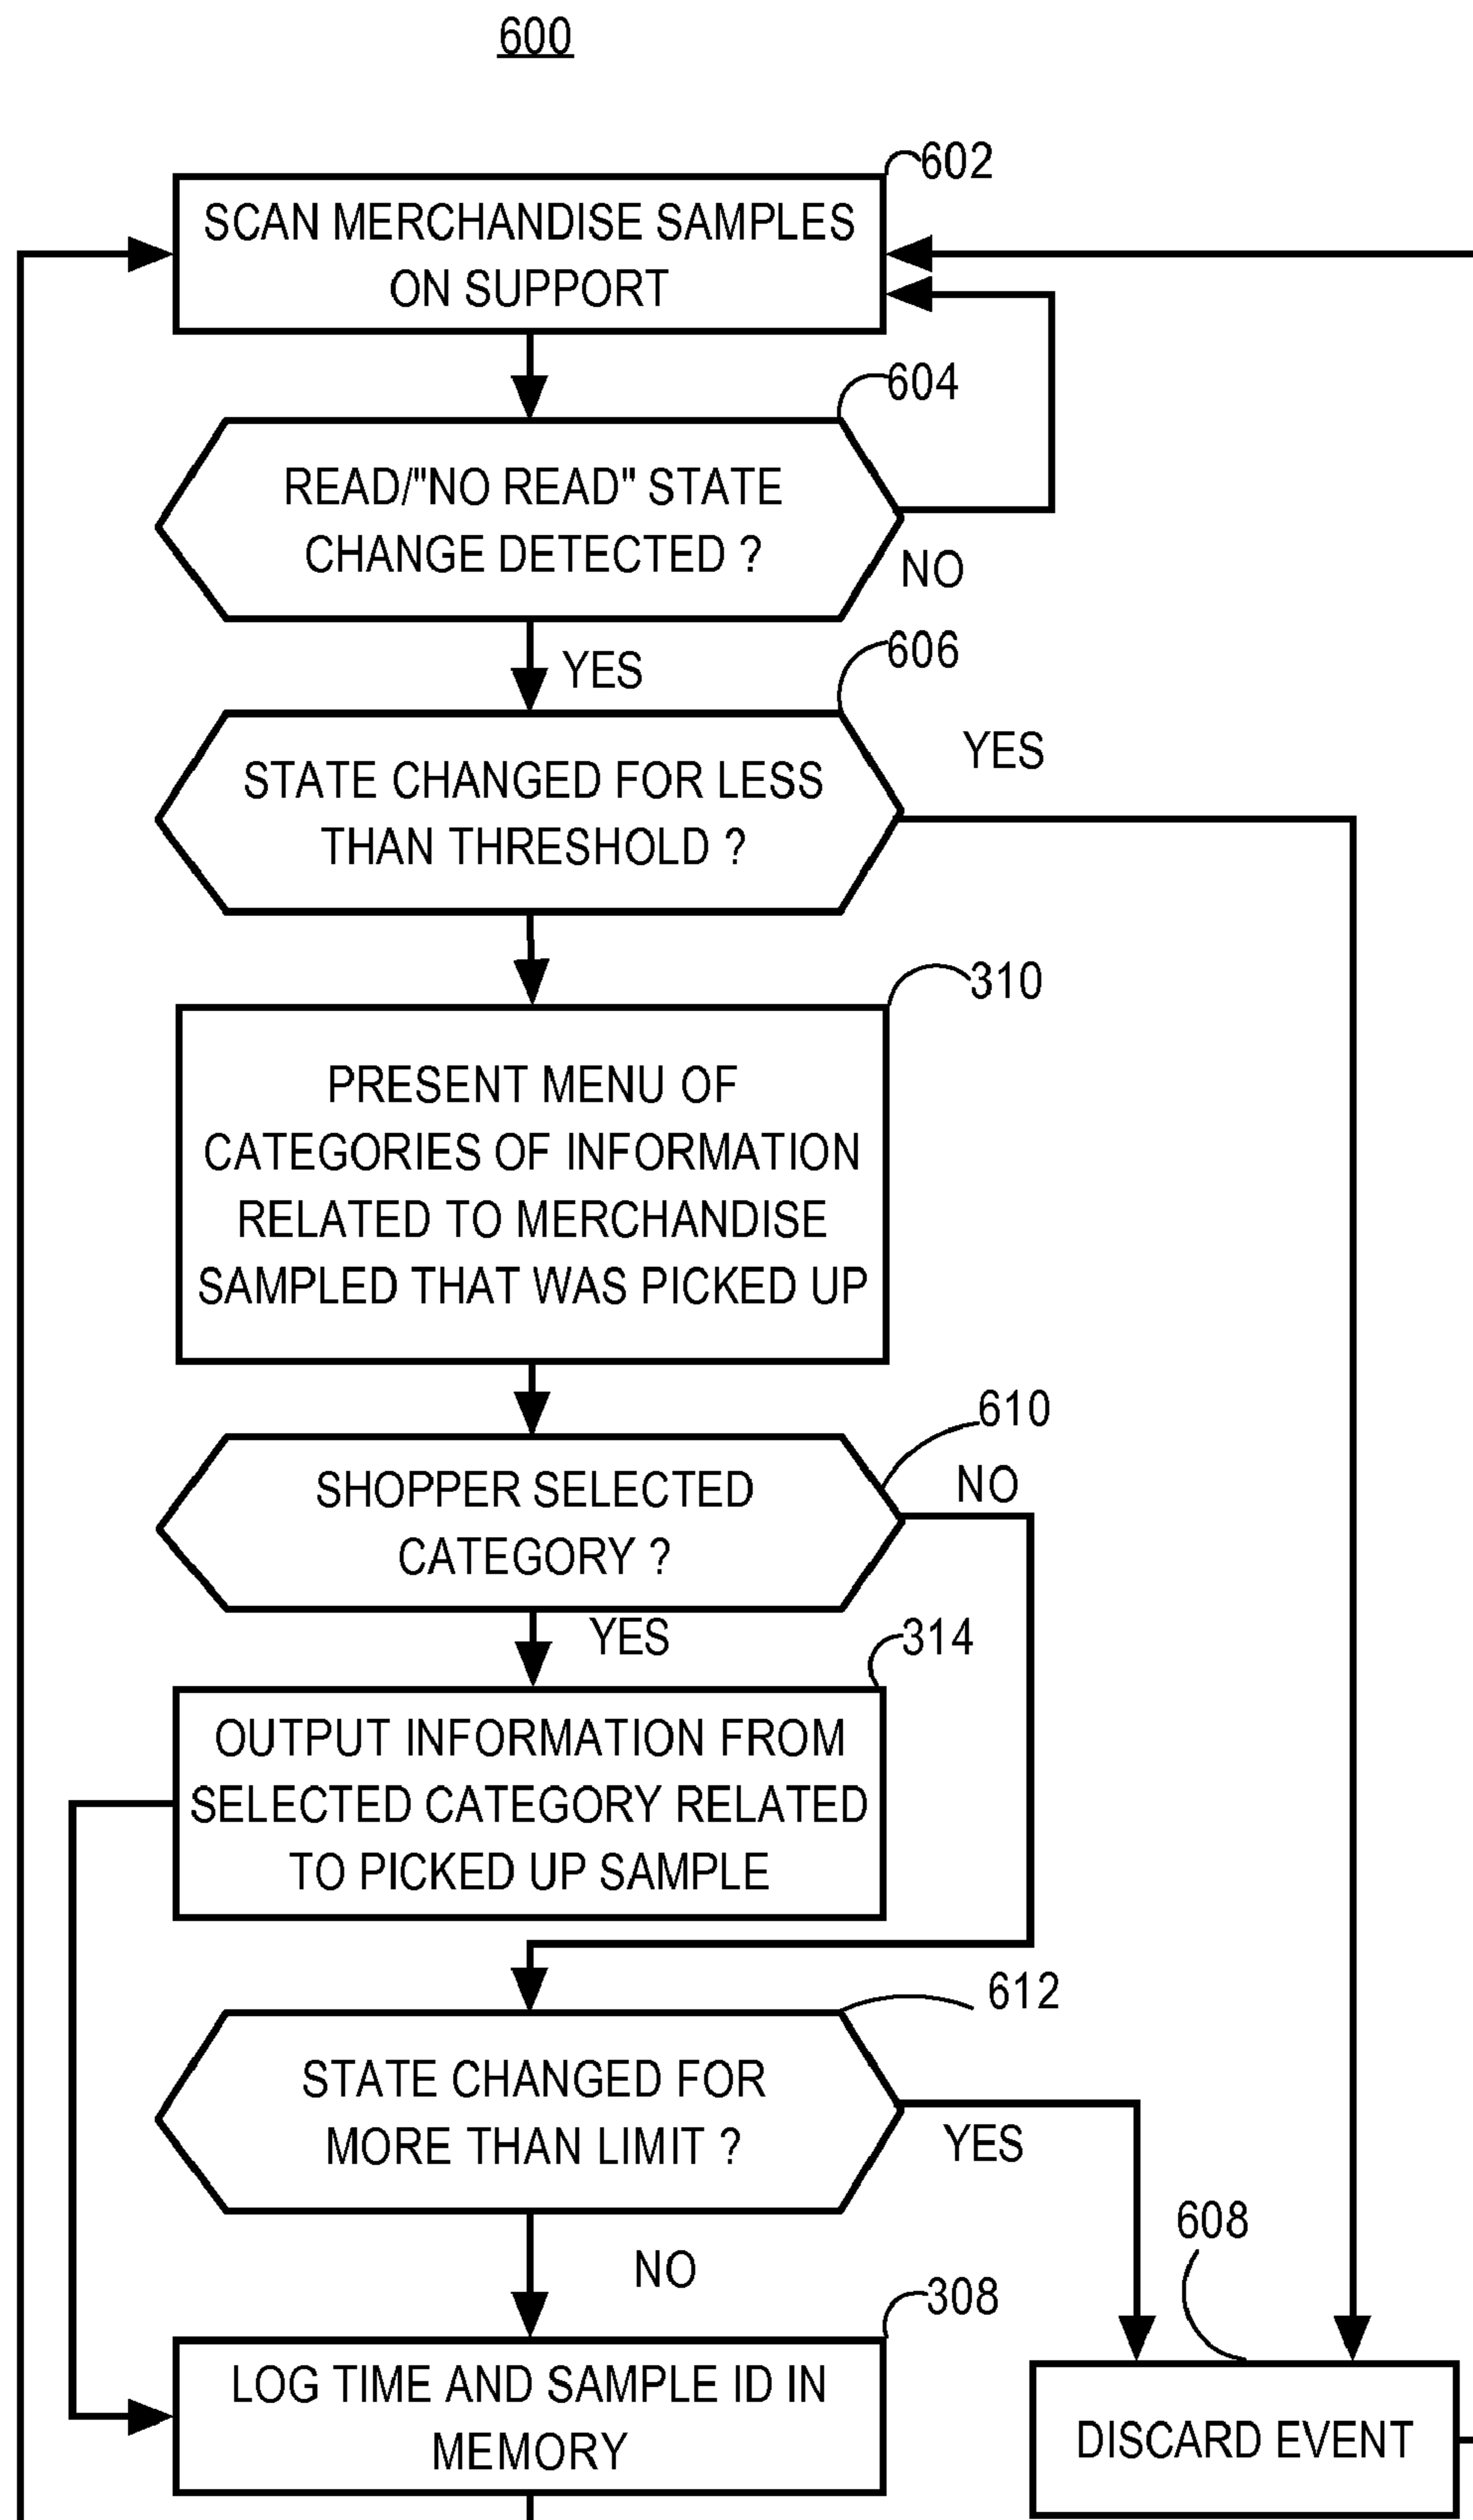 600
602
SCAN MERCHANDISE SAMPLES
ON SUPPORT
604
READ/"NO READ" STATE
CHANGE DETECTED ?
NO
YES
606
STATE CHANGED FOR LESS
THAN THRESHOLD ?
YES
310
PRESENT MENU OF
CATEGORIES OF INFORMATION
RELATED TO MERCHANDISE
SAMPLED THAT WAS PICKED UP
610
SHOPPER SELECTED
CATEGORY ?
NO
YES
314
OUTPUT INFORMATION FROM
SELECTED CATEGORY RELATED
TO PICKED UP SAMPLE
612
STATE CHANGED FOR
MORE THAN LIMIT ?
YES
NO
608
308
LOG TIME AND SAMPLE ID IN
MEMORY
DISCARD EVENT